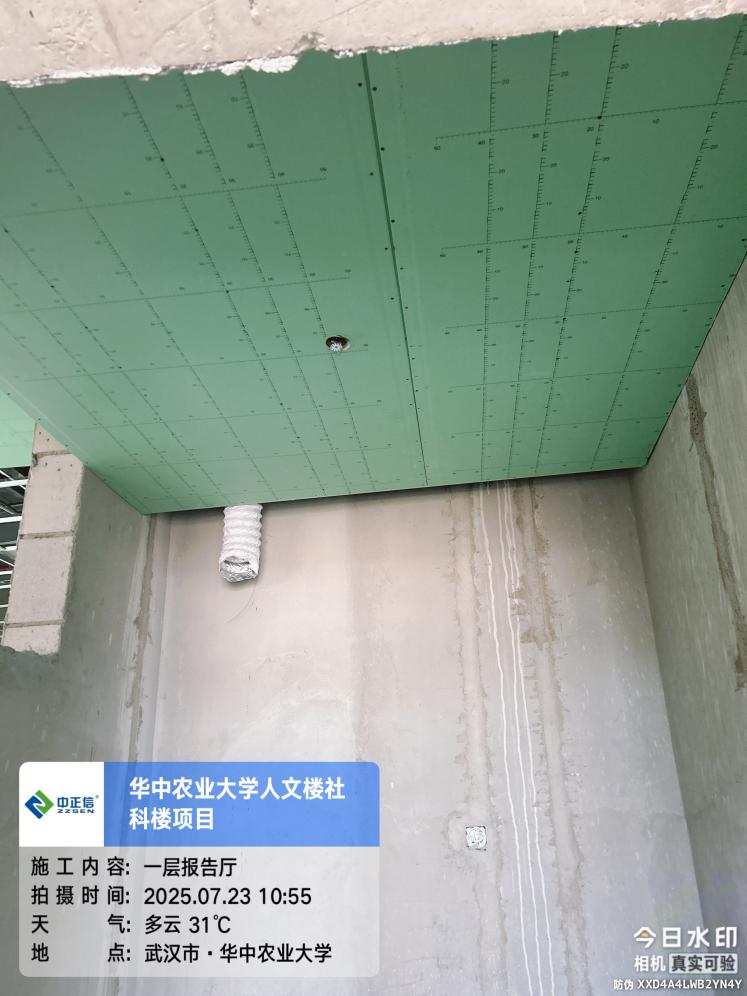 中正信
ZZSEN
华中农业大学人文楼社
科楼项目
施工内容: 一层报告厅
拍摄时间: 2025.07.23 10:55
天气: 多云 31℃
地点: 武汉市·华中农业大学
今日水印
相机 真实可验
防伪 XXD4A4LWB2YN4Y